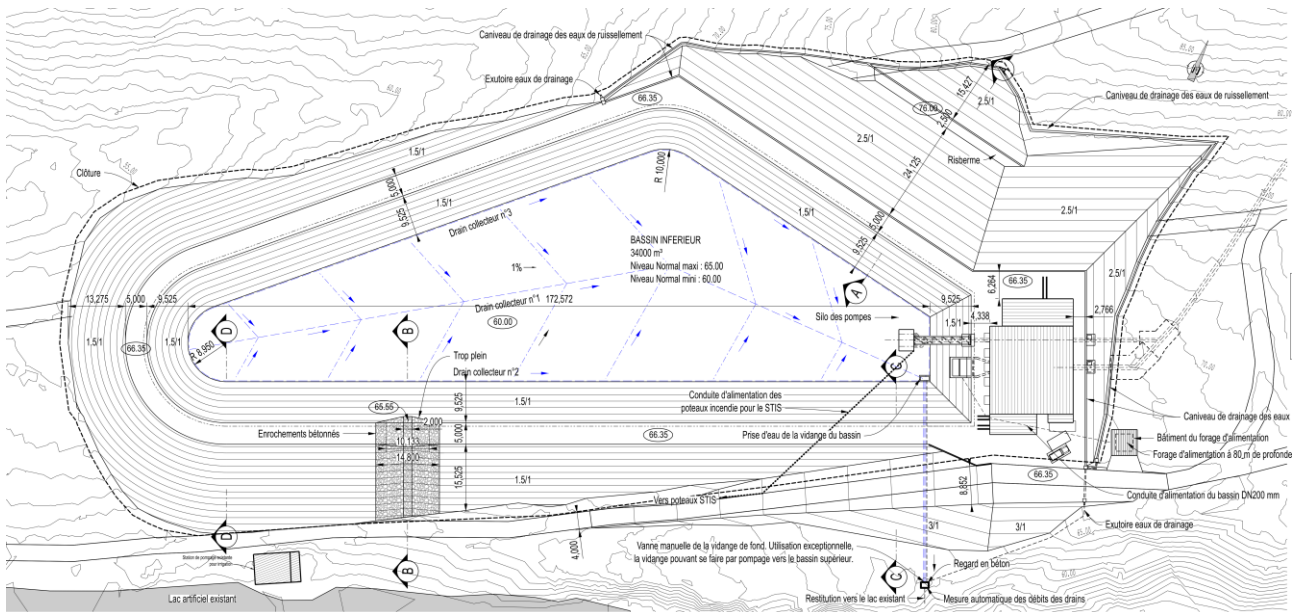 Caniveau de drainage des eaux de ruissellement
Exutoire eaux de drainage
66.35
76.00
15,427
2,500
24,125
5,000
9,525
2.5/1
2.5/1
2.5/1
2.5/1
Risberme
A
Caniveau de drainage des eaux de ruissellement
Clôture
1.5/1
5,000
9,525
1.5/1
R 10,000
1.5/1
Drain collecteur n°3
BASSIN INFERIEUR
34000 m³
Niveau Normal maxi : 65.00
Niveau Normal mini : 60.00
1%
Drain collecteur n°1
172,572
60.00
13,275
5,000
9,525
1.5/1
66.35
1.5/1
R 8,950
D
B
A
9,525
1.5/1
4,338
6,264
66.35
2,766
Silo des pompes
C
Trop plein
Drain collecteur n°2
65.55
2,000
Enrochements bétonnés
10,133
14,800
9,525
5,000
15,525
1.5/1
66.35
1.5/1
Conduite d'alimentation des
poteaux incendie pour le STIS
Prise d'eau de la vidange du bassin
Caniveau de drainage des eaux
Bâtiment du forage d'alimentation
Forage d'alimentation à 80 m de profonde
66.35
Conduite d'alimentation du bassin DN200 mm
Exutoire eaux de drainage
Vers poteaux STIS
8,852
3/1
3/1
4,000
D
B
C
Vanne manuelle de la vidange de fond. Utilisation exceptionnelle,
la vidange pouvant se faire par pompage vers le bassin supérieur.
Regard en béton
Restitution vers le lac existant
Mesure automatique des débits des drains
Lac artificiel existant